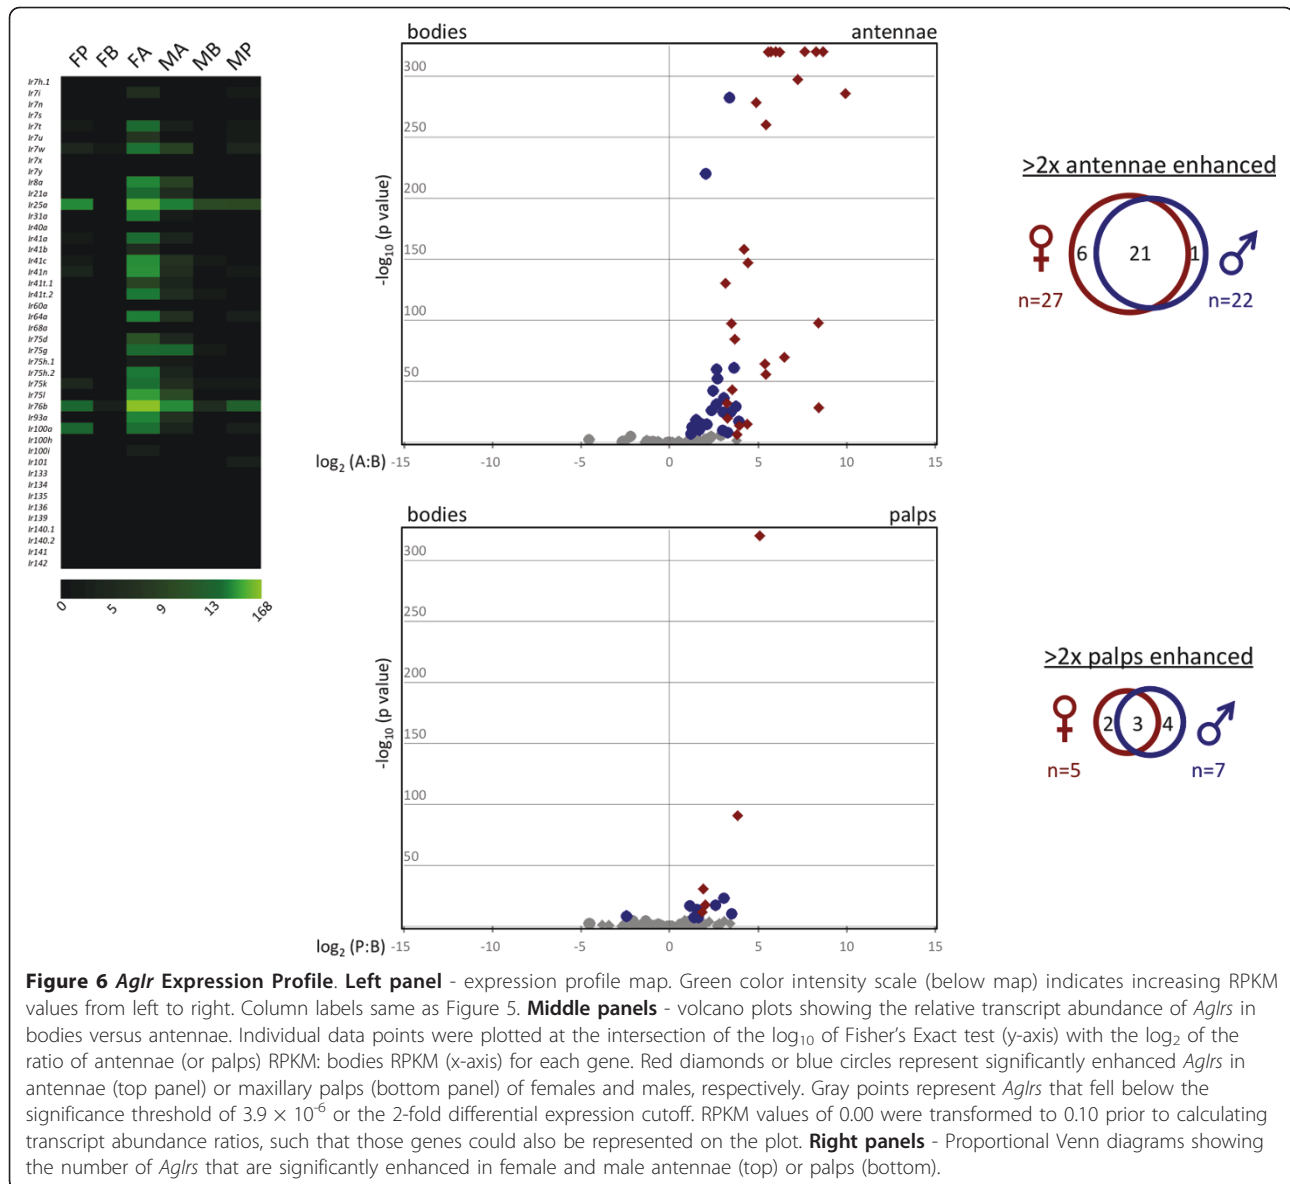 FP FB FA MA MB MP
Ir7h.1
Ir7i
Ir7n
Ir7s
Ir7t
Ir7u
Ir7w
Ir7x
Ir7y
Ir8a
Ir21a
Ir25a
Ir31a
Ir40a
Ir41a
Ir41b
Ir41c
Ir41n
Ir41t.1
Ir41t.2
Ir60a
Ir64a
Ir68a
Ir75d
Ir75g
Ir75h.1
Ir75h.2
Ir75k
Ir75l
Ir76b
Ir93a
Ir100a
Ir100h
Ir100i
Ir101
Ir133
Ir134
Ir135
Ir136
Ir139
Ir140.1
Ir140.2
Ir141
Ir142
0 5 9 13 168
bodies antennae
300
250
200
150
100
50
-log10 (p value)
log2 (A:B) -15 -10 -5 0 5 10 15
bodies palps
300
250
200
150
100
50
-log10 (p value)
log2 (P:B) -15 -10 -5 0 5 10 15
>2x antennae enhanced
♀ 6 21 1 ♂
n=27 n=22
>2x palps enhanced
♀ 2 3 4 ♂
n=5 n=7
Figure 6 AgIr Expression Profile. Left panel - expression profile map. Green color intensity scale (below map) indicates increasing RPKM
values from left to right. Column labels same as Figure 5. Middle panels - volcano plots showing the relative transcript abundance of AgIrs in
bodies versus antennae. Individual data points were plotted at the intersection of the log10 of Fisher's Exact test (y-axis) with the log2 of the
ratio of antennae (or palps) RPKM: bodies RPKM (x-axis) for each gene. Red diamonds or blue circles represent significantly enhanced AgIrs in
antennae (top panel) or maxillary palps (bottom panel) of females and males, respectively. Gray points represent AgIrs that fell below the
significance threshold of 3.9 × 10-6 or the 2-fold differential expression cutoff. RPKM values of 0.00 were transformed to 0.10 prior to calculating
transcript abundance ratios, such that those genes could also be represented on the plot. Right panels - Proportional Venn diagrams showing
the number of AgIrs that are significantly enhanced in female and male antennae (top) or palps (bottom).